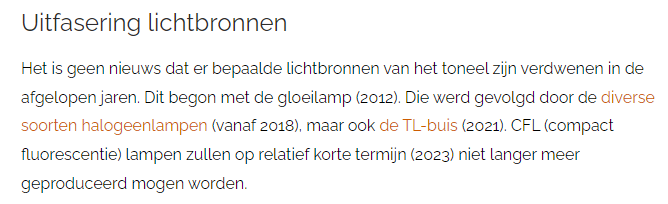 Uitfasering lichtbronnen
Het is geen nieuws dat er bepaalde lichtbronnen van het toneel zijn verdwenen in de
afgelopen jaren. Dit begon met de gloeilamp (2012). Die werd gevolgd door de diverse
soorten halogeenlampen (vanaf 2018), maar ook de TL-buis (2021). CFL (compact
fluorescentie) lampen zullen op relatief korte termijn (2023) niet langer meer
geproduceerd mogen worden.